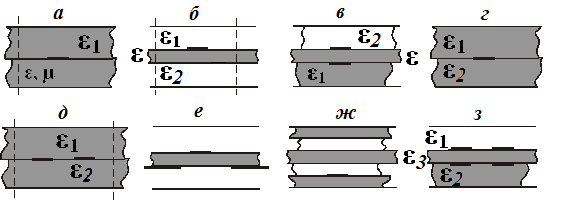 а б в г
ε1 ε1 ε2 ε1
ε, μ ε ε2 ε1 ε ε2
д е ж з
ε1 ε1
ε2 ε3 ε2